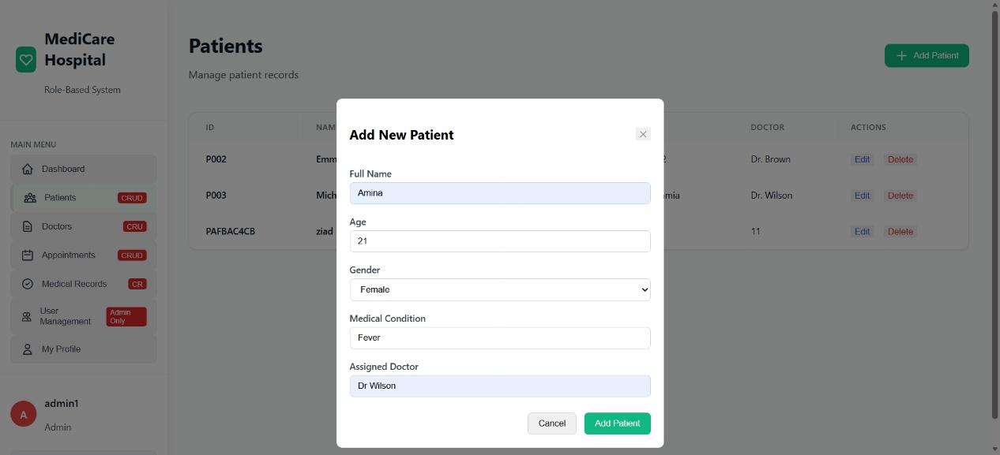 MediCare
Hospital
Role-Based System
MAIN MENU
Dashboard
Patients CRUD
Doctors CRU
Appointments CRUD
Medical Records CR
User
Management
Admin
Only
My Profile
A
admin1
Admin
Patients
Manage patient records
Add Patient
ID NAM DOCTOR ACTIONS
P002 Emm 2 Dr. Brown Edit Delete
P003 Mich mia Dr. Wilson Edit Delete
PAFBAC4CB ziad 11 Edit Delete
Add New Patient
Full Name
Amina
Age
21
Gender
Female
Medical Condition
Fever
Assigned Doctor
Dr Wilson
Cancel Add Patient